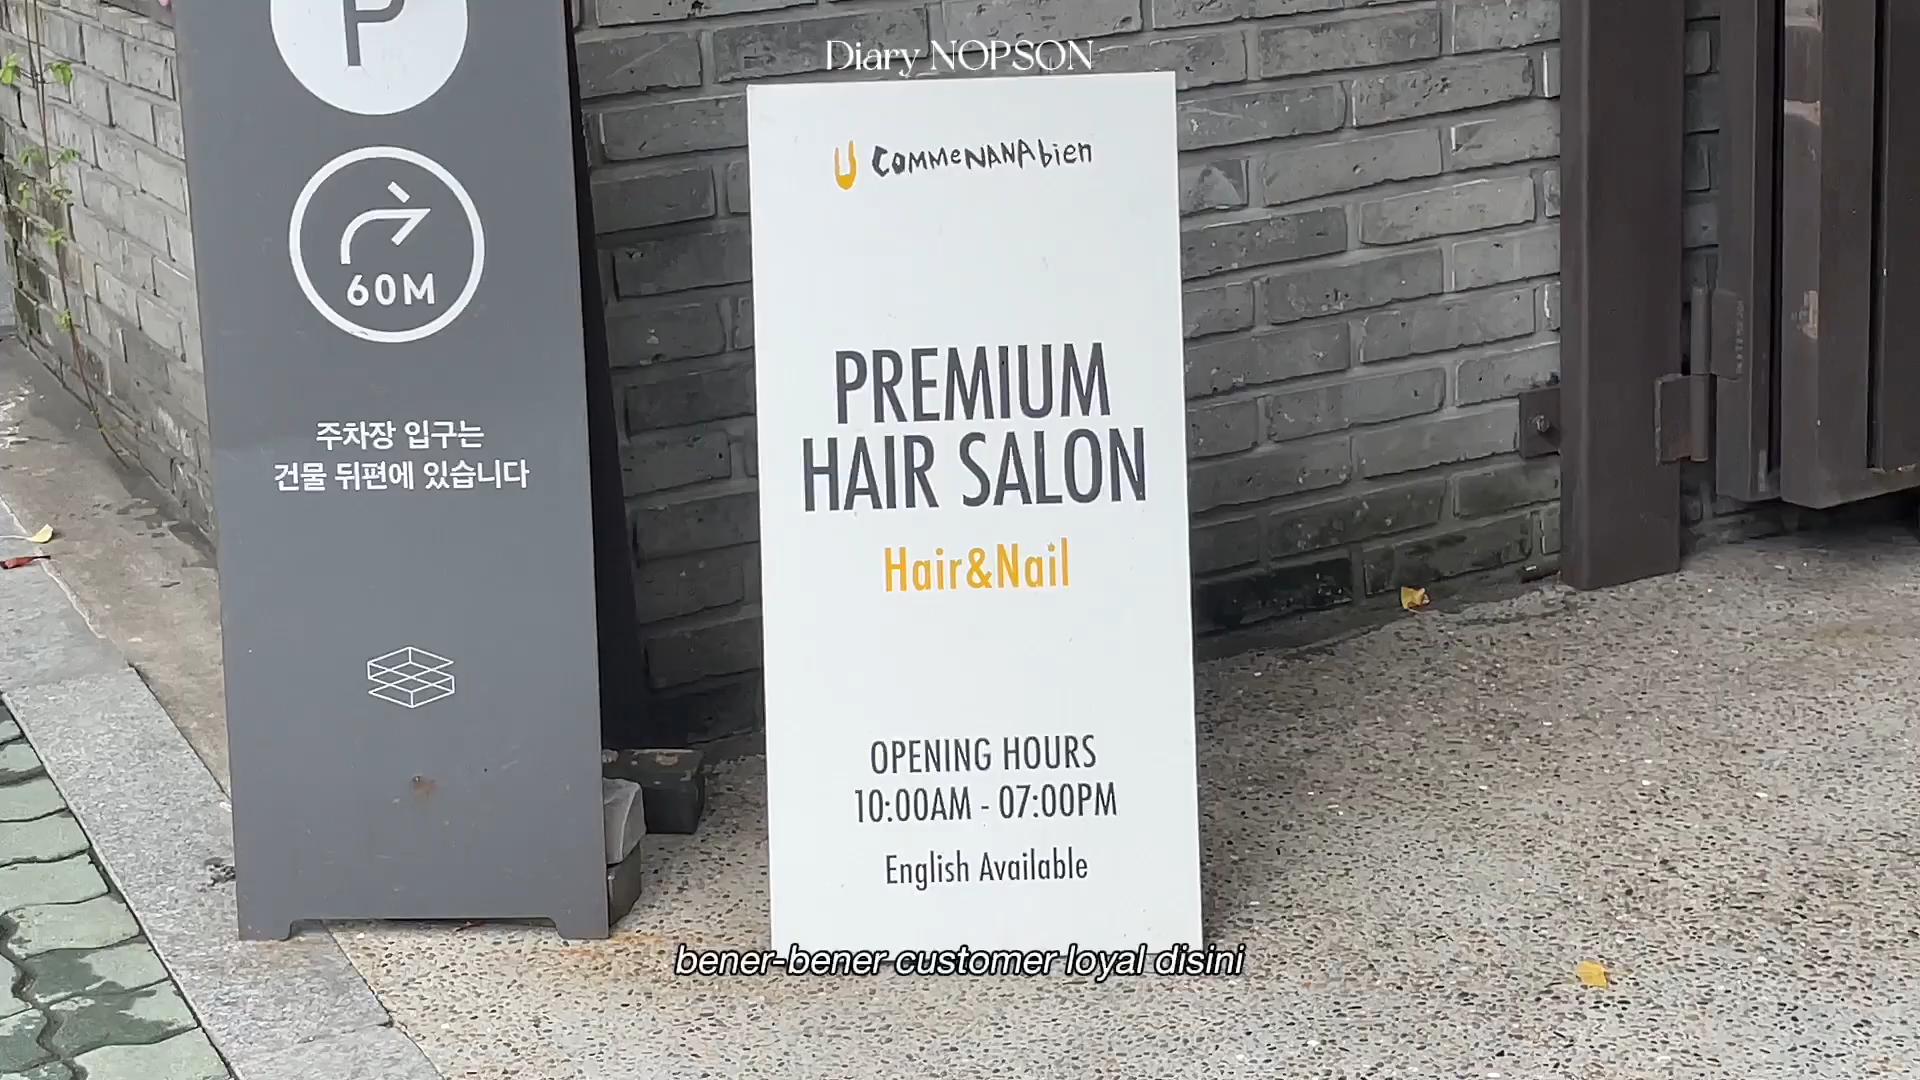 Diary NOPSON
P
60M
주차장 입구는
건물 뒤편에 있습니다
commeNANAbien
PREMIUM
HAIR SALON
Hair&Nail
OPENING HOURS
10:00AM - 07:00PM
English Available
bener-bener customer loyal disini